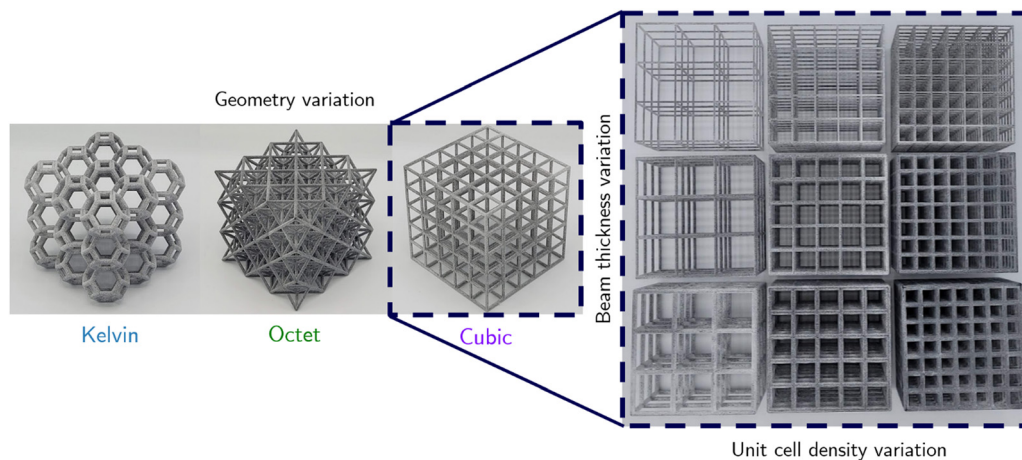 Geometry variation
Kelvin
Octet
Cubic
Beam thickness variation
Unit cell density variation